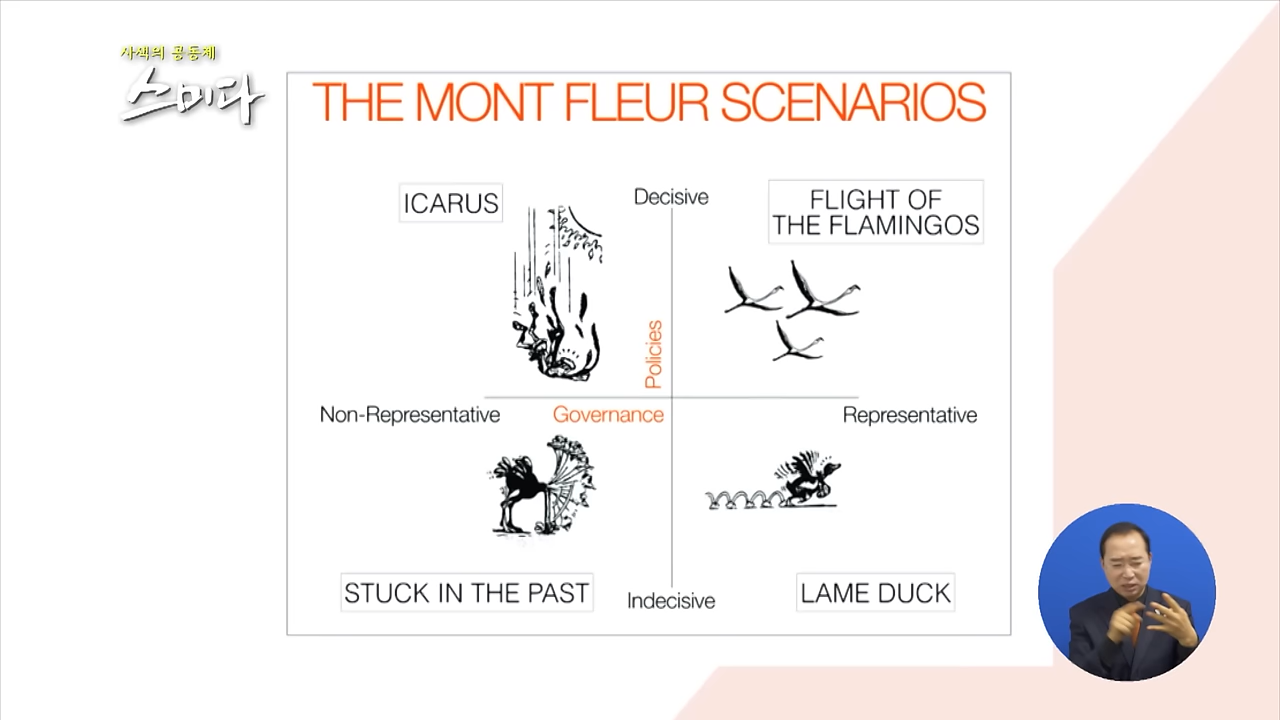 사색의 공동체
스미다
THE MONT FLEUR SCENARIOS
ICARUS
Decisive
FLIGHT OF
THE FLAMINGOS
Policies
Non-Representative
Governance
Representative
STUCK IN THE PAST
Indecisive
LAME DUCK